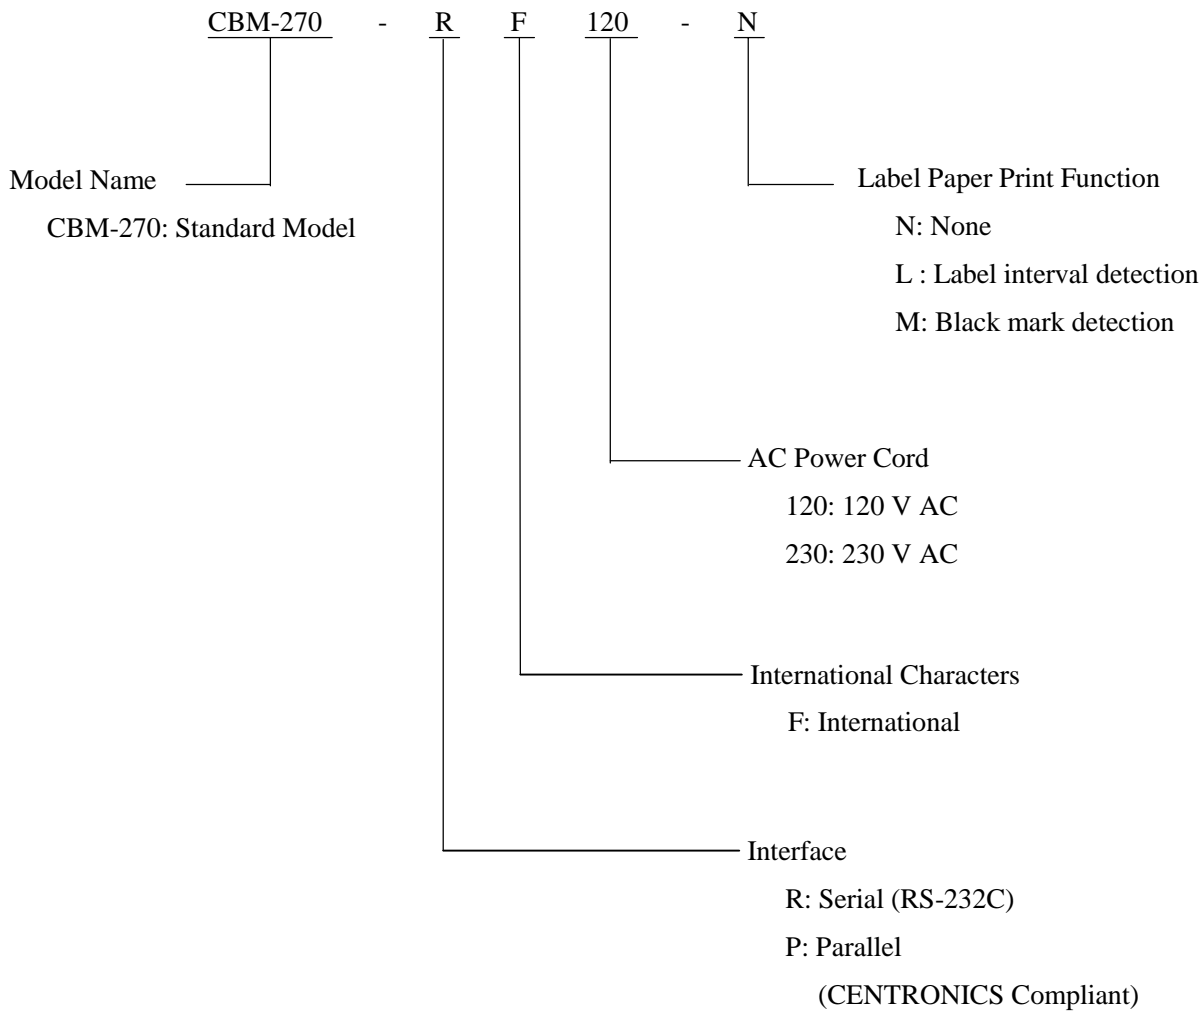 CBM-270 - R F 120 - N
Model Name
CBM-270: Standard Model
Label Paper Print Function
N: None
L : Label interval detection
M: Black mark detection
AC Power Cord
120: 120 V AC
230: 230 V AC
International Characters
F: International
Interface
R: Serial (RS-232C)
P: Parallel
(CENTRONICS Compliant)